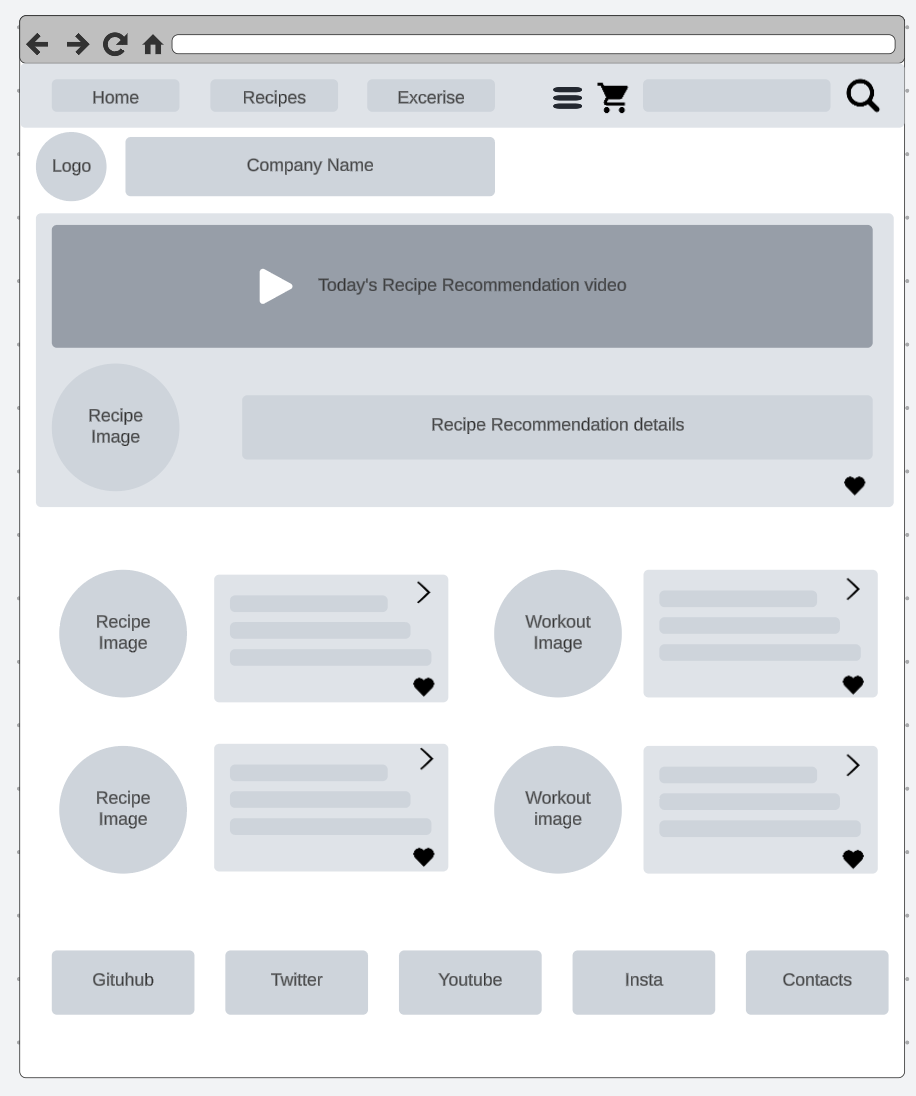 Home
Recipes
Excerise
Logo
Company Name
Today's Recipe Recommendation video
Recipe
Image
Recipe Recommendation details
Recipe
Image
Workout
Image
Recipe
Image
Workout
image
Gituhub
Twitter
Youtube
Insta
Contacts